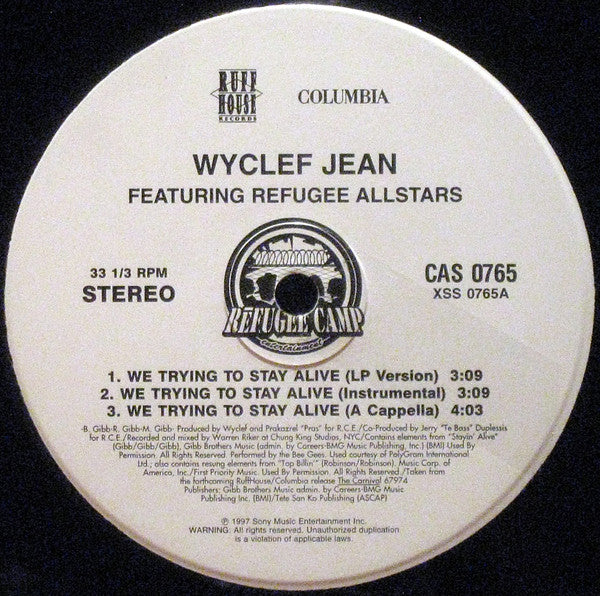 RUFF
HOUSE
RECORDS
COLUMBIA
WYCLEF JEAN
FEATURING REFUGEE ALLSTARS
33 1/3 RPM
STEREO
CAS 0765
XSS 0765A
REFUGEE CAMP
entertainment
1. WE TRYING TO STAY ALIVE (LP Version) 3:09
2. WE TRYING TO STAY ALIVE (Instrumental) 3:09
3. WE TRYING TO STAY ALIVE (A Cappella) 4:03
-B. Gibb-R. Gibb-M. Gibb- Produced by Wyclef and Prakazrel "Pras" for R.C.E./Co-Produced by Jerry "Te Bass" Duplessis
for R.C.E./Recorded and mixed by Warren Riker at Chung King Studios, NYC/Contains elements from "Stayin' Alive"
(Gibb/Gibb/Gibb), Gibb Brothers Music (admin. by Careers-BMG Music Publishing, Inc.) (BMI) Used By
Permission. All Rights Reserved. Performed by the Bee Gees. Used courtesy of PolyGram International
Ltd.; also contains resung elements from "Top Billin'" (Robinson/Robinson). Music Corp. of
America, Inc./First Priority Music. Used By Permission. All Rights Reserved./Taken from
the forthcoming RuffHouse/Columbia release The Carnival 67974
Publishers: Gibb Brothers Music admin. by Careers-BMG Music
Publishing Inc. (BMI)/Tete San Ko Publishing (ASCAP)
℗ 1997 Sony Music Entertainment Inc.
WARNING: All rights reserved. Unauthorized duplication
is a violation of applicable laws.